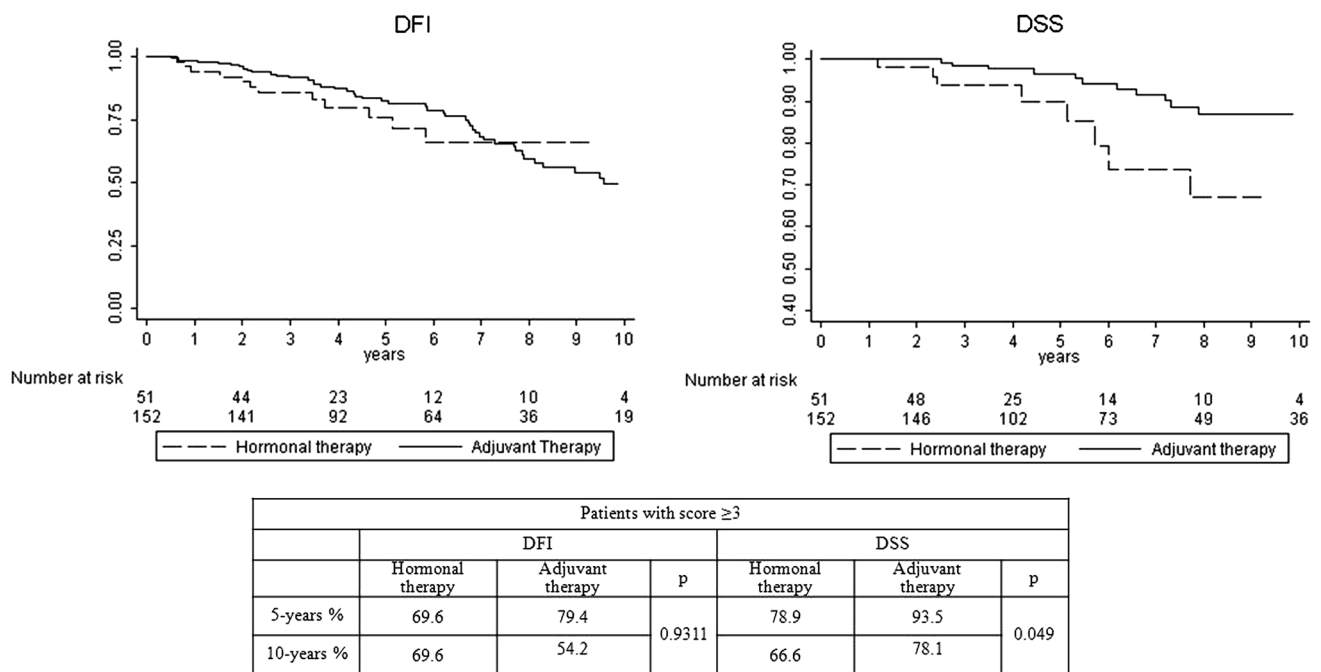 DFI
1.00
0.75
0.50
0.25
0.00
0 1 2 3 4 5 6 7 8 9 10
years
Number at risk
51 44 23 12 10 4
152 141 92 64 36 19
Hormonal therapy Adjuvant Therapy
DSS
1.00
0.90
0.80
0.70
0.60
0.50
0.40
0 1 2 3 4 5 6 7 8 9 10
years
Number at risk
51 48 25 14 10 4
152 146 102 73 49 36
Hormonal therapy Adjuvant therapy
Patients with score ≥3
DFI DSS
Hormonal therapy Adjuvant therapy p Hormonal therapy Adjuvant therapy p
5-years % 69.6 79.4 0.9311 78.9 93.5 0.049
10-years % 69.6 54.2 66.6 78.1